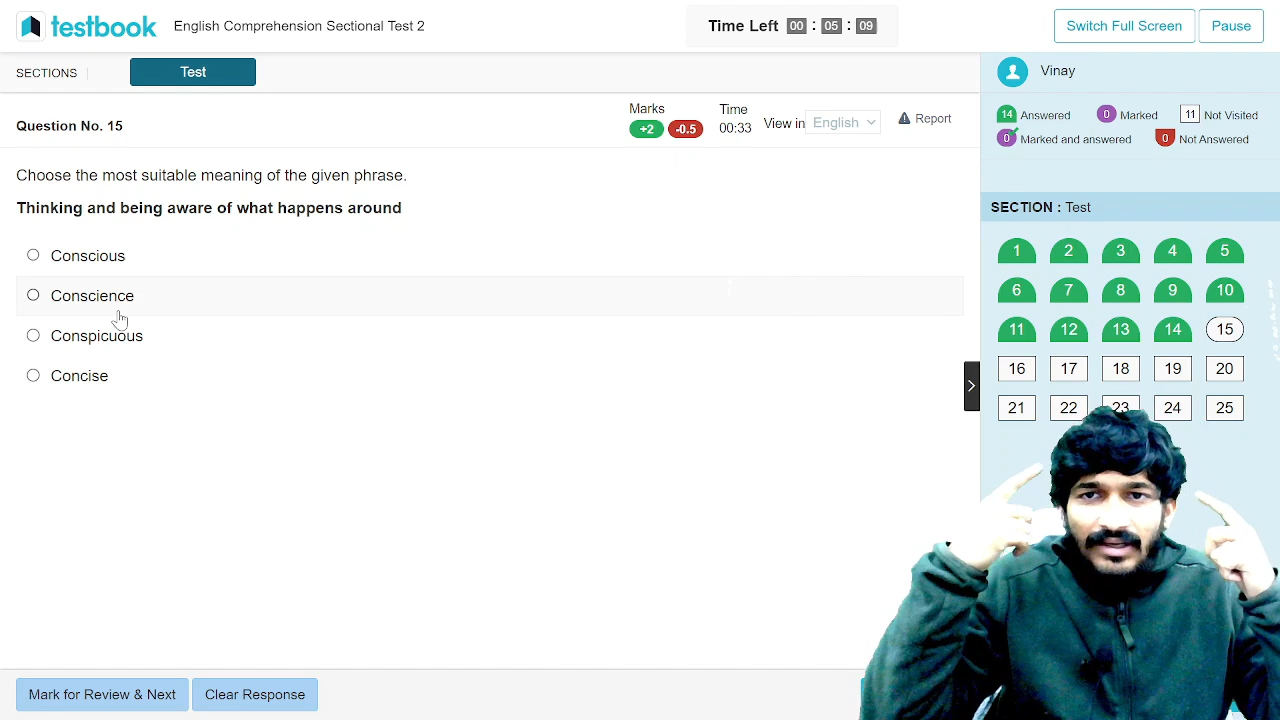 testbook English Comprehension Sectional Test 2 Time Left 00 : 05 : 09 Switch Full Screen Pause
SECTIONS Test
Vinay
Question No. 15
Marks
+2 -0.5
Time
00:33
View in English
Report
14 Answered 0 Marked 11 Not Visited
0 Marked and answered 0 Not Answered
Choose the most suitable meaning of the given phrase.
Thinking and being aware of what happens around
Conscious
Conscience
Conspicuous
Concise
SECTION : Test
1 2 3 4 5
6 7 8 9 10
11 12 13 14 15
16 17 18 19 20
21 22 23 24 25
Mark for Review & Next Clear Response